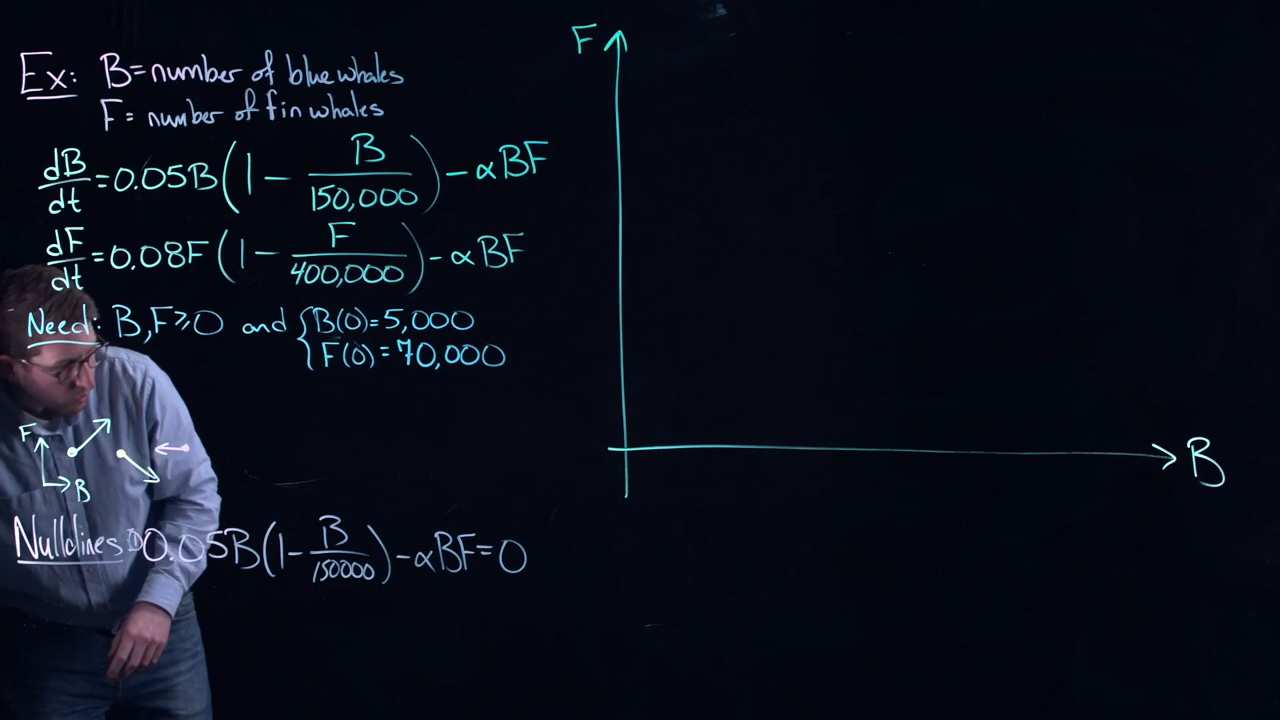 Ex: B = number of blue whales
F = number of fin whales
dB/dt = 0.05B(1 - B/150,000) - αBF
dF/dt = 0.08F(1 - F/400,000) - αBF
Need: B, F ≥ 0 and { B(0) = 5,000
F(0) = 70,000
F
B
Nullclines: ① 0.05B(1 - B/150000) - αBF = 0
F
B